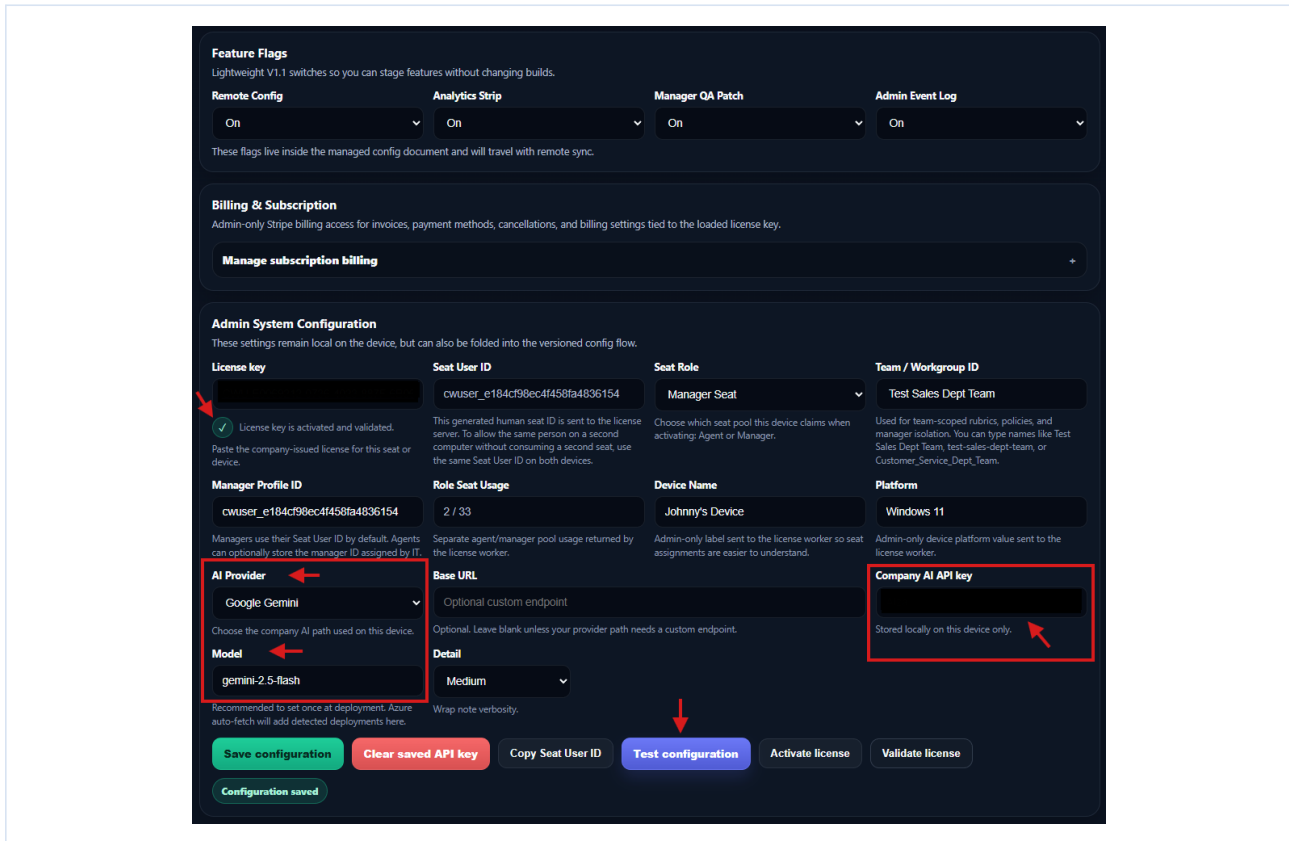 Feature Flags
Lightweight V1.1 switches so you can stage features without changing builds.
Remote Config
On
Analytics Strip
On
Manager QA Patch
On
Admin Event Log
On
These flags live inside the managed config document and will travel with remote sync.
Billing & Subscription
Admin-only Stripe billing access for invoices, payment methods, cancellations, and billing settings tied to the loaded license key.
Manage subscription billing
+
Admin System Configuration
These settings remain local on the device, but can also be folded into the versioned config flow.
License key
License key is activated and validated.
Paste the company-issued license for this seat or
device.
Seat User ID
cwuser_e184cf98ec4f458fa4836154
This generated human seat ID is sent to the license
server. To allow the same person on a second
computer without consuming a second seat, use
the same Seat User ID on both devices.
Seat Role
Manager Seat
Choose which seat pool this device claims when
activating: Agent or Manager.
Team / Workgroup ID
Test Sales Dept Team
Used for team-scoped rubrics, policies, and
manager isolation. You can type names like Test
Sales Dept Team, test-sales-dept-team, or
Customer_Service_Dept_Team.
Manager Profile ID
cwuser_e184cf98ec4f458fa4836154
Managers use their Seat User ID by default. Agents
can optionally store the manager ID assigned by IT.
Role Seat Usage
2 / 33
Separate agent/manager pool usage returned by
the license worker.
Device Name
Johnny's Device
Admin-only label sent to the license worker so seat
assignments are easier to understand.
Platform
Windows 11
Admin-only device platform value sent to the
license worker.
AI Provider
Google Gemini
Choose the company AI path used on this device.
Base URL
Optional custom endpoint
Optional. Leave blank unless your provider path needs a custom endpoint.
Company AI API key
Stored locally on this device only.
Model
gemini-2.5-flash
Recommended to set once at deployment. Azure
auto-fetch will add detected deployments here.
Detail
Medium
Wrap note verbosity.
Save configuration
Clear saved API key
Copy Seat User ID
Test configuration
Activate license
Validate license
Configuration saved